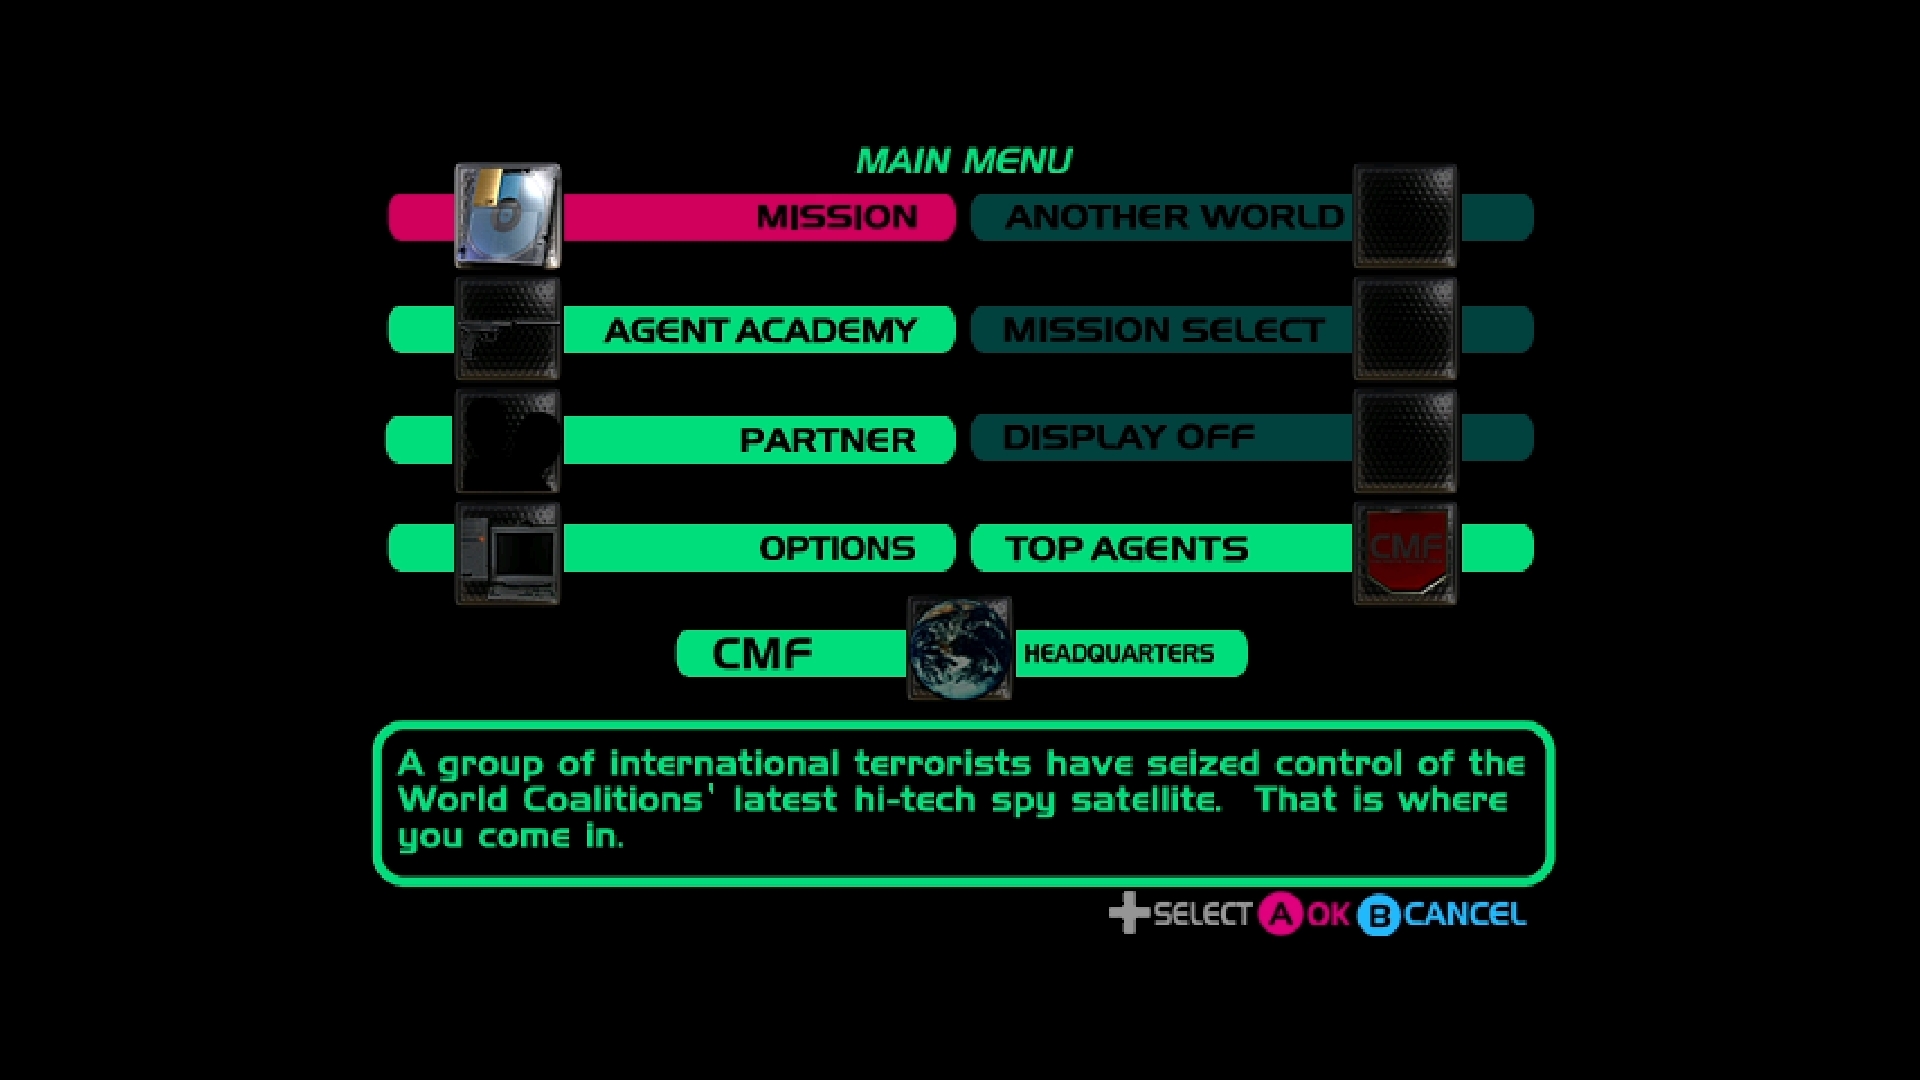 MAIN MENU
MISSION
ANOTHER WORLD
AGENT ACADEMY
MISSION SELECT
PARTNER
DISPLAY OFF
OPTIONS
TOP AGENTS
CMF
CMF
HEADQUARTERS
A group of international terrorists have seized control of the
World Coalitions' latest hi-tech spy satellite.  That is where
you come in.
SELECT A OK B CANCEL